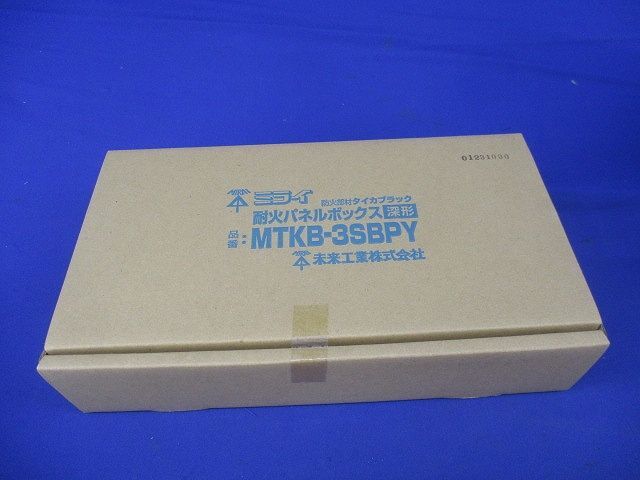 01231030
MIRAI ミライ 防火部材タイカブラック
耐火パネルボックス 深形
品番: MTKB-3SBPY
未来工業株式会社